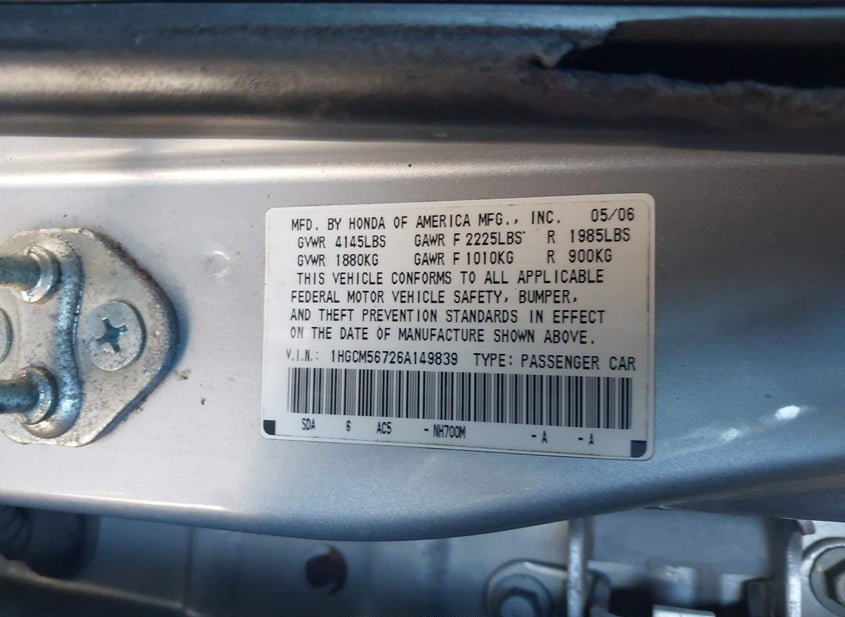 MFD. BY HONDA OF AMERICA MFG., INC. 05/06
GVWR 4145LBS GAWR F 2225LBS R 1985LBS
GVWR 1880KG GAWR F 1010KG R 900KG
THIS VEHICLE CONFORMS TO ALL APPLICABLE
FEDERAL MOTOR VEHICLE SAFETY, BUMPER,
AND THEFT PREVENTION STANDARDS IN EFFECT
ON THE DATE OF MANUFACTURE SHOWN ABOVE.
V.I.N.: 1HGCM56726A149839 TYPE: PASSENGER CAR
SDA 6 AC5 - NH700M - A - A